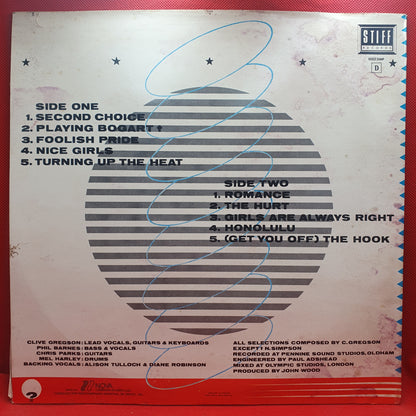 STIFF
RECORDS
D
SIDE ONE
1. SECOND CHOICE
2. PLAYING BOGART †
3. FOOLISH PRIDE
4. NICE GIRLS
5. TURNING UP THE HEAT
SIDE TWO
1. ROMANCE
2. THE HURT
3. GIRLS ARE ALWAYS RIGHT
4. HONOLULU
5. (GET YOU OFF) THE HOOK
CLIVE GREGSON: LEAD VOCALS, GUITARS & KEYBOARDS
PHIL BARNES: BASS & VOCALS
CHRIS PARKS: GUITARS
MEL HARLEY: DRUMS
BACKING VOCALS: ALISON TULLOCH & DIANE ROBINSON
ALL SELECTIONS COMPOSED BY C. GREGSON
EXCEPT † N. SIMPSON
RECORDED AT PENNINE SOUND STUDIOS, OLDHAM
ENGINEERED BY PAUL ADSHEAD
MIXED AT OLYMPIC STUDIOS, LONDON
PRODUCED BY JOHN WOOD
NOVA